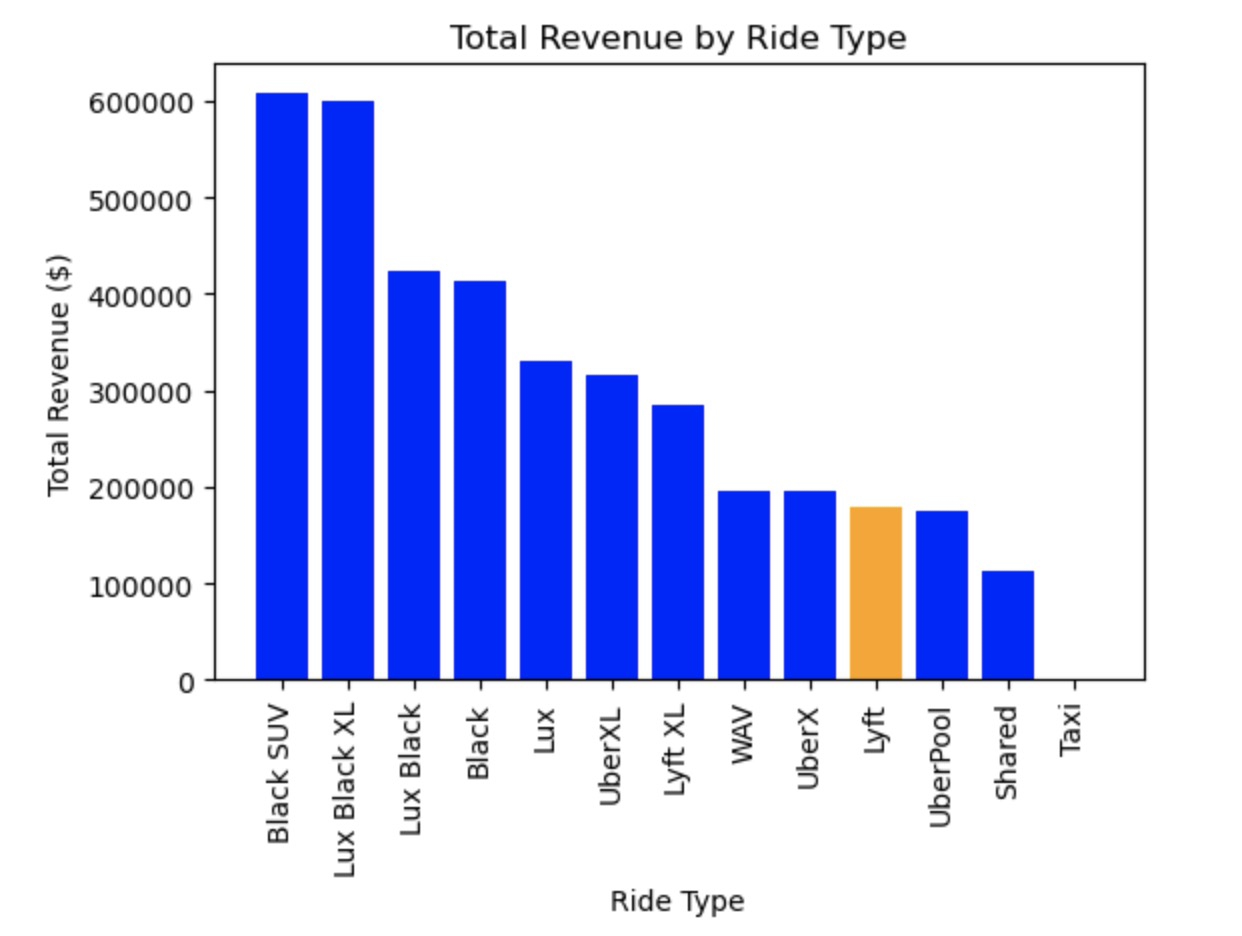 Total Revenue by Ride Type
Total Revenue ($)
600000
500000
400000
300000
200000
100000
0
Black SUV
Lux Black XL
Lux Black
Black
Lux
UberXL
Lyft XL
WAV
UberX
Lyft
UberPool
Shared
Taxi
Ride Type